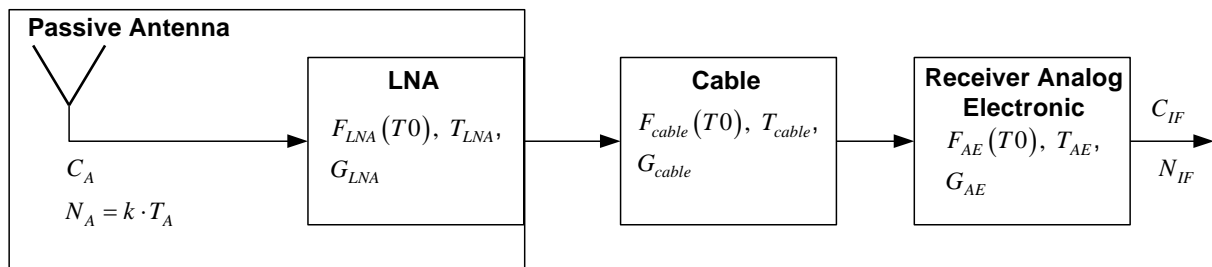 Passive Antenna
C_A
N_A = k · T_A
LNA
F_LNA(T0), T_LNA,
G_LNA
Cable
F_cable(T0), T_cable,
G_cable
Receiver Analog
Electronic
F_AE(T0), T_AE,
G_AE
C_IF
N_IF